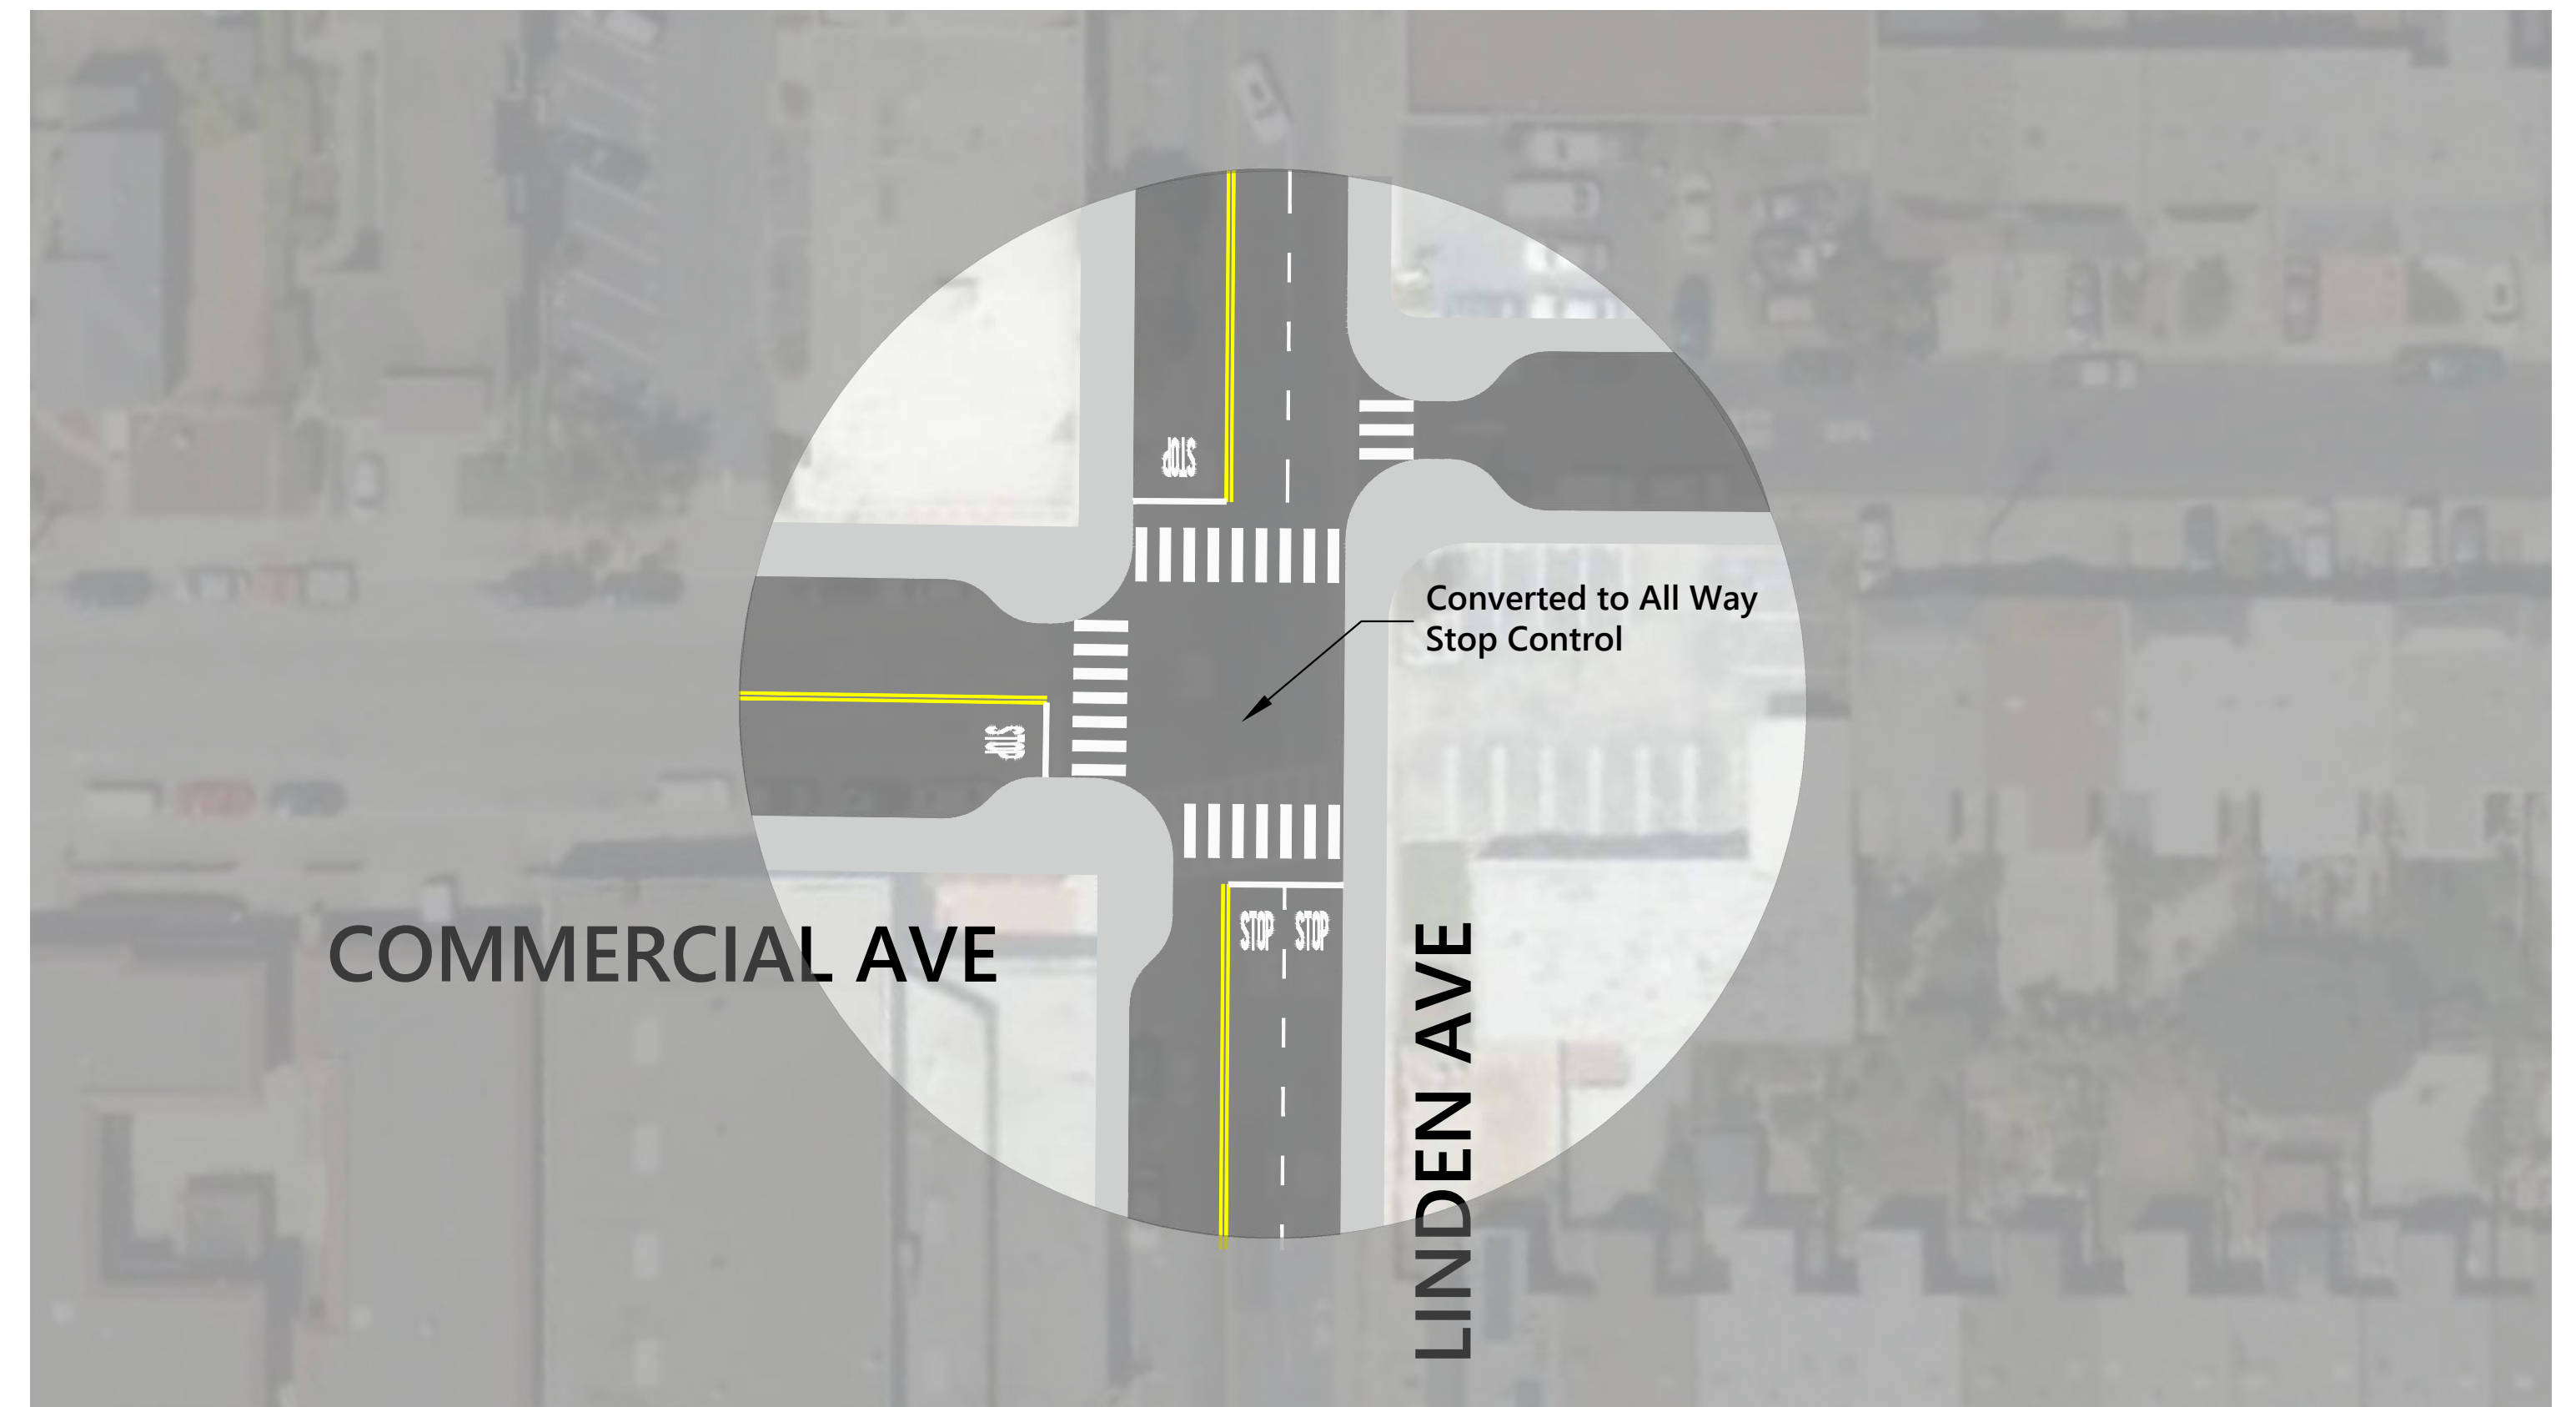 STOP
Converted to All Way
Stop Control
STOP
STOP STOP
COMMERCIAL AVE
LINDEN AVE